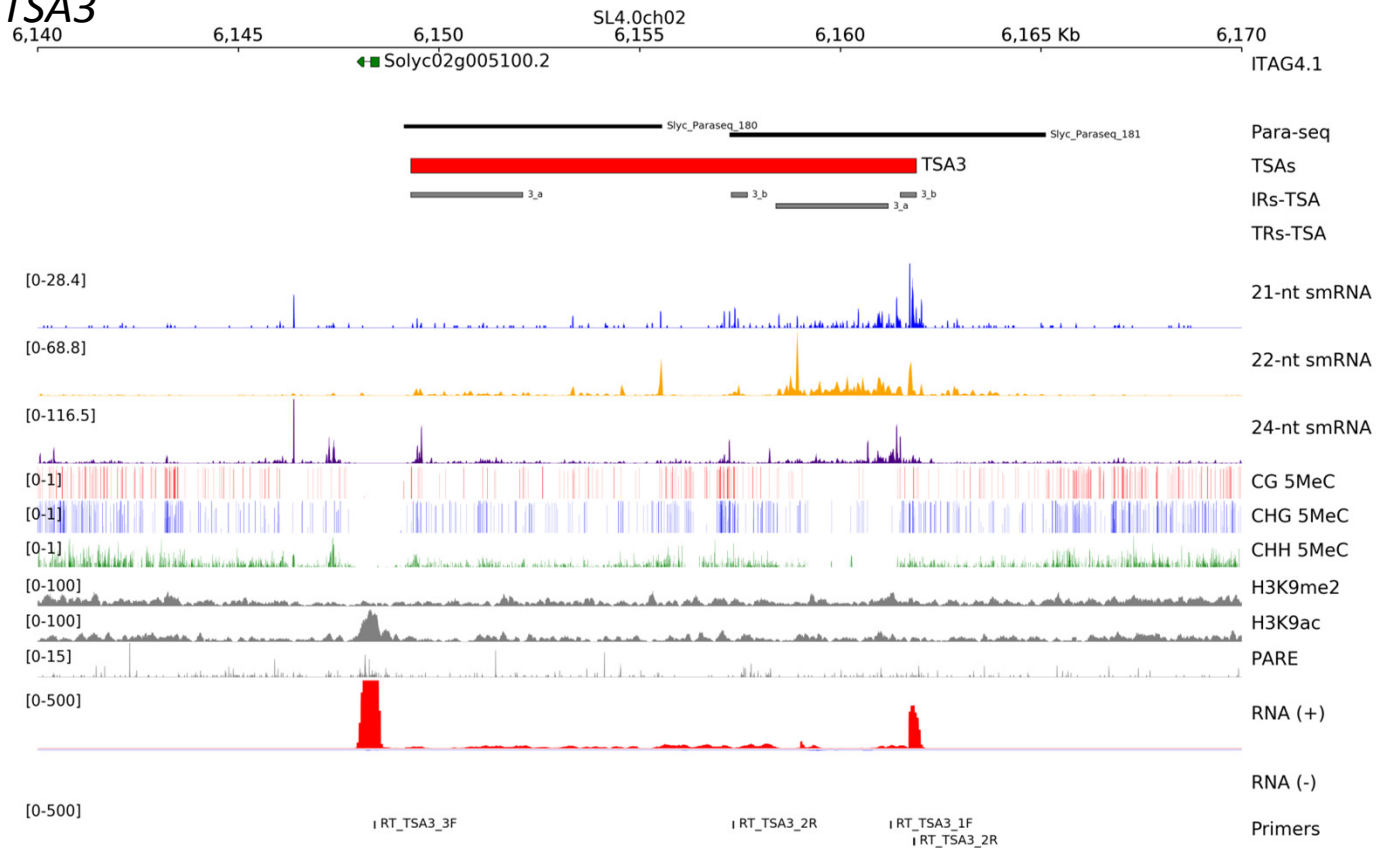 TSA3
SL4.0ch02
6,140 6,145 6,150 6,155 6,160 6,165 Kb 6,170
Solyc02g005100.2 ITAG4.1
Slyc_Paraseq_180
Slyc_Paraseq_181 Para-seq
TSA3 TSAs
3_a 3_b 3_b IRs-TSA
3_a
TRs-TSA
[0-28.4] 21-nt smRNA
[0-68.8] 22-nt smRNA
[0-116.5] 24-nt smRNA
[0-1] CG 5MeC
[0-1] CHG 5MeC
[0-1] CHH 5MeC
[0-100] H3K9me2
[0-100] H3K9ac
[0-15] PARE
[0-500] RNA (+)
RNA (-)
[0-500]
RT_TSA3_3F RT_TSA3_2R RT_TSA3_1F Primers
RT_TSA3_2R